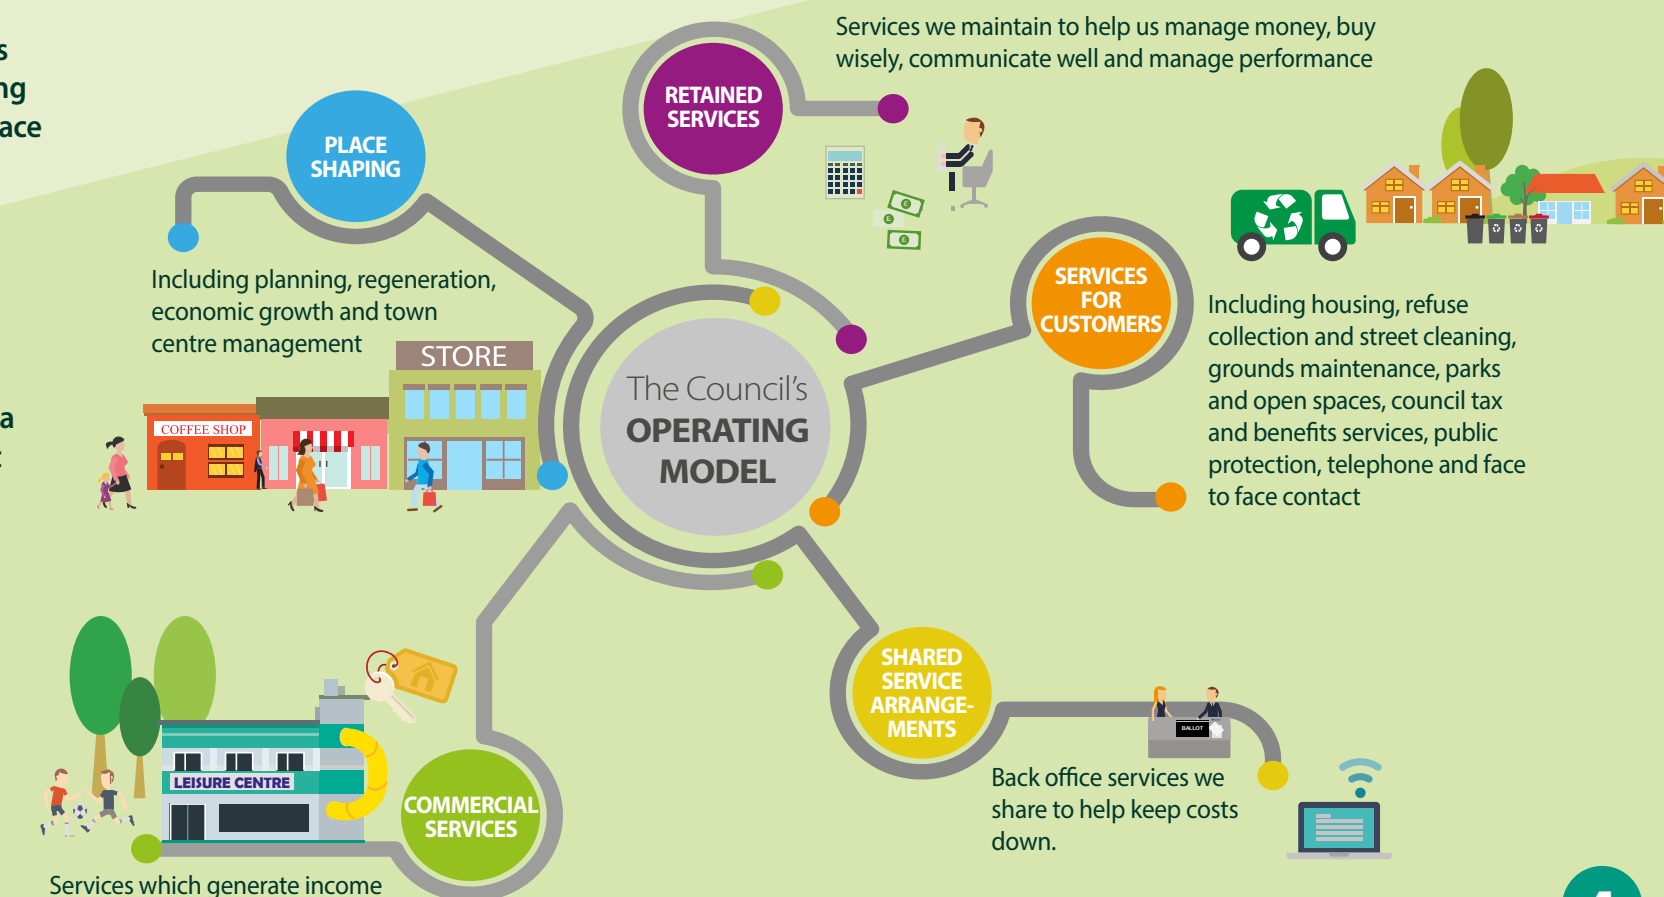 Services we maintain to help us manage money, buy
wisely, communicate well and manage performance
RETAINED
SERVICES
PLACE
SHAPING
Including planning, regeneration,
economic growth and town
centre management
STORE
COFFEE SHOP
The Council's
OPERATING
MODEL
SERVICES
FOR
CUSTOMERS
Including housing, refuse
collection and street cleaning,
grounds maintenance, parks
and open spaces, council tax
and benefits services, public
protection, telephone and face
to face contact
SHARED
SERVICE
ARRANGE-
MENTS
BALLOT
Back office services we
share to help keep costs
down.
LEISURE CENTRE
COMMERCIAL
SERVICES
Services which generate income
a